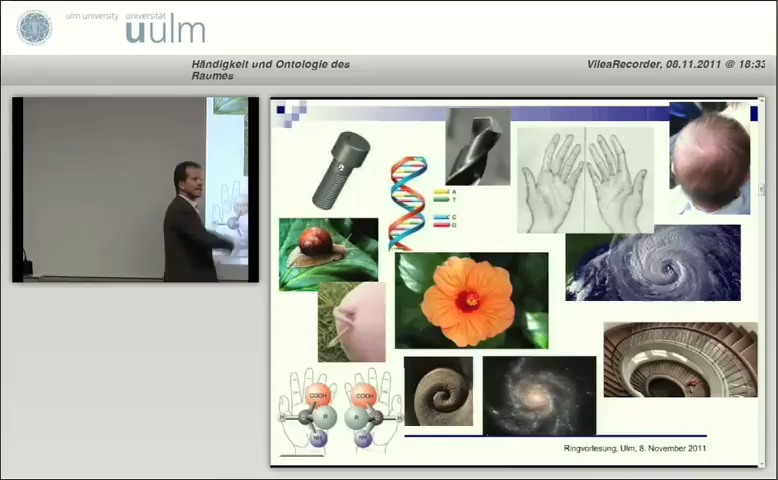 ulm university universität
uulm
Händigkeit und Ontologie des
Raumes
VileaRecorder, 08.11.2011 @ 18:33
A
T
C
G
COOH
COOH
H
R
R
H
NH
NH
Ringvorlesung, Ulm, 8. November 2011